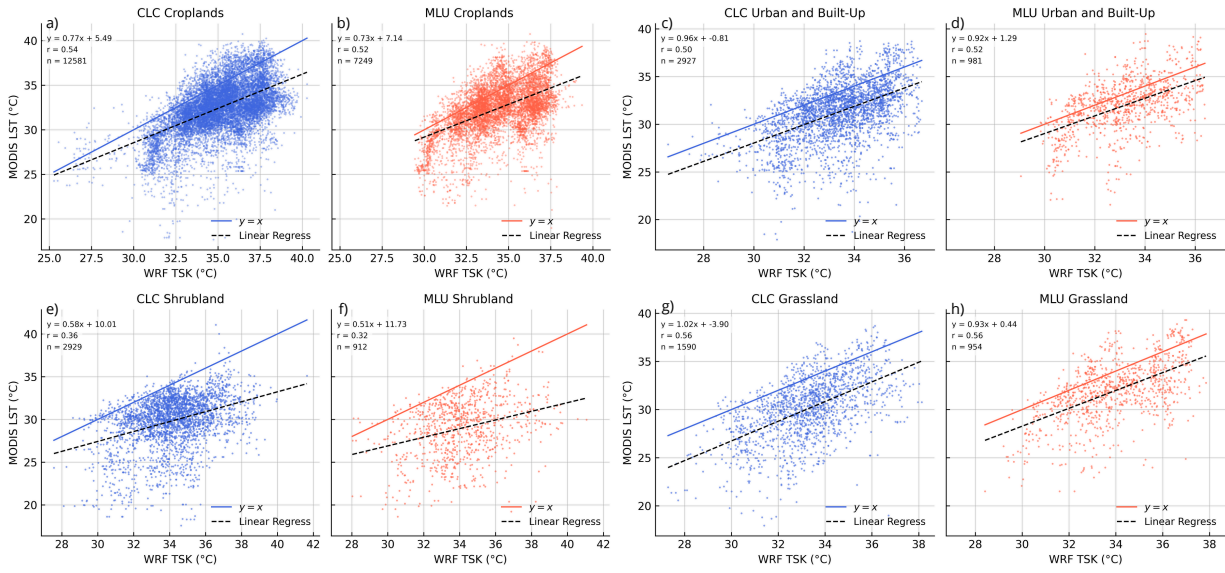 a) CLC Croplands
y = 0.77x + 5.49
r = 0.54
n = 12581
40
35
30
25
20
MODIS LST (°C)
y = x
Linear Regress
25.0 27.5 30.0 32.5 35.0 37.5 40.0
WRF TSK (°C)
b) MLU Croplands
y = 0.73x + 7.14
r = 0.52
n = 7249
y = x
Linear Regress
27.5 30.0 32.5 35.0 37.5 40.0
WRF TSK (°C)
c) CLC Urban and Built-Up
y = 0.96x + -0.81
r = 0.50
n = 2927
40
35
30
25
20
MODIS LST (°C)
y = x
Linear Regress
28 30 32 34 36
WRF TSK (°C)
d) MLU Urban and Built-Up
y = 0.92x + 1.29
r = 0.52
n = 981
y = x
Linear Regress
28 30 32 34 36
WRF TSK (°C)
e) CLC Shrubland
y = 0.58x + 10.01
r = 0.36
n = 2929
40
35
30
25
20
MODIS LST (°C)
y = x
Linear Regress
28 30 32 34 36 38 40 42
WRF TSK (°C)
f) MLU Shrubland
y = 0.51x + 11.73
r = 0.32
n = 912
y = x
Linear Regress
28 30 32 34 36 38 40 42
WRF TSK (°C)
g) CLC Grassland
y = 1.02x + -3.90
r = 0.56
n = 1590
40
35
30
25
20
MODIS LST (°C)
y = x
Linear Regress
28 30 32 34 36 38
WRF TSK (°C)
h) MLU Grassland
y = 0.93x + 0.44
r = 0.56
n = 954
y = x
Linear Regress
28 30 32 34 36 38
WRF TSK (°C)